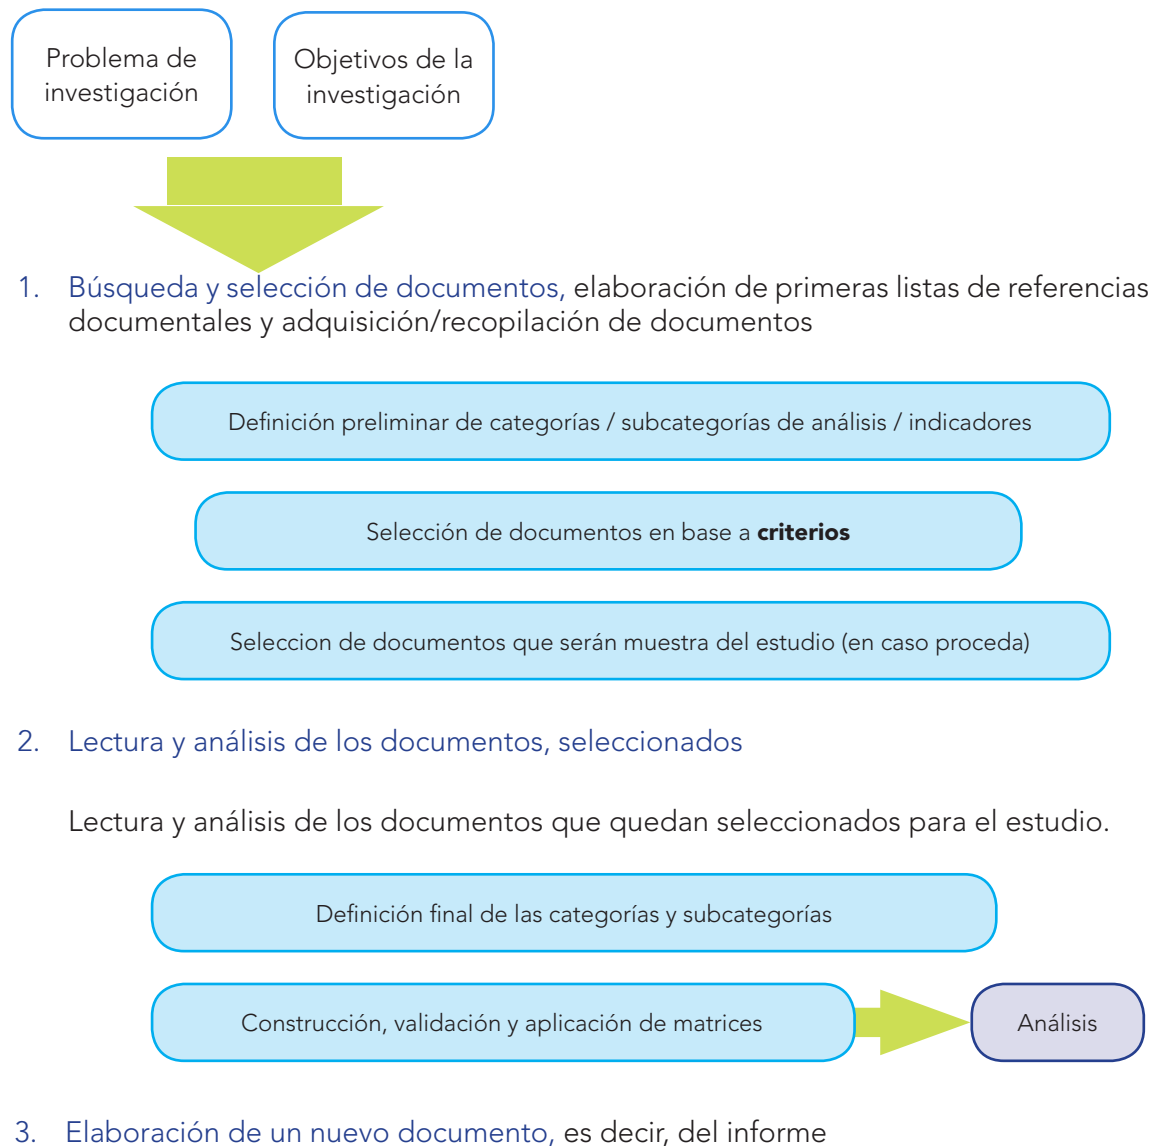 Problema de
investigación
Objetivos de la
investigación
1. Búsqueda y selección de documentos, elaboración de primeras listas de referencias
documentales y adquisición/recopilación de documentos
Definición preliminar de categorías / subcategorías de análisis / indicadores
Selección de documentos en base a criterios
Seleccion de documentos que serán muestra del estudio (en caso proceda)
2. Lectura y análisis de los documentos, seleccionados
Lectura y análisis de los documentos que quedan seleccionados para el estudio.
Definición final de las categorías y subcategorías
Construcción, validación y aplicación de matrices
Análisis
3. Elaboración de un nuevo documento, es decir, del informe